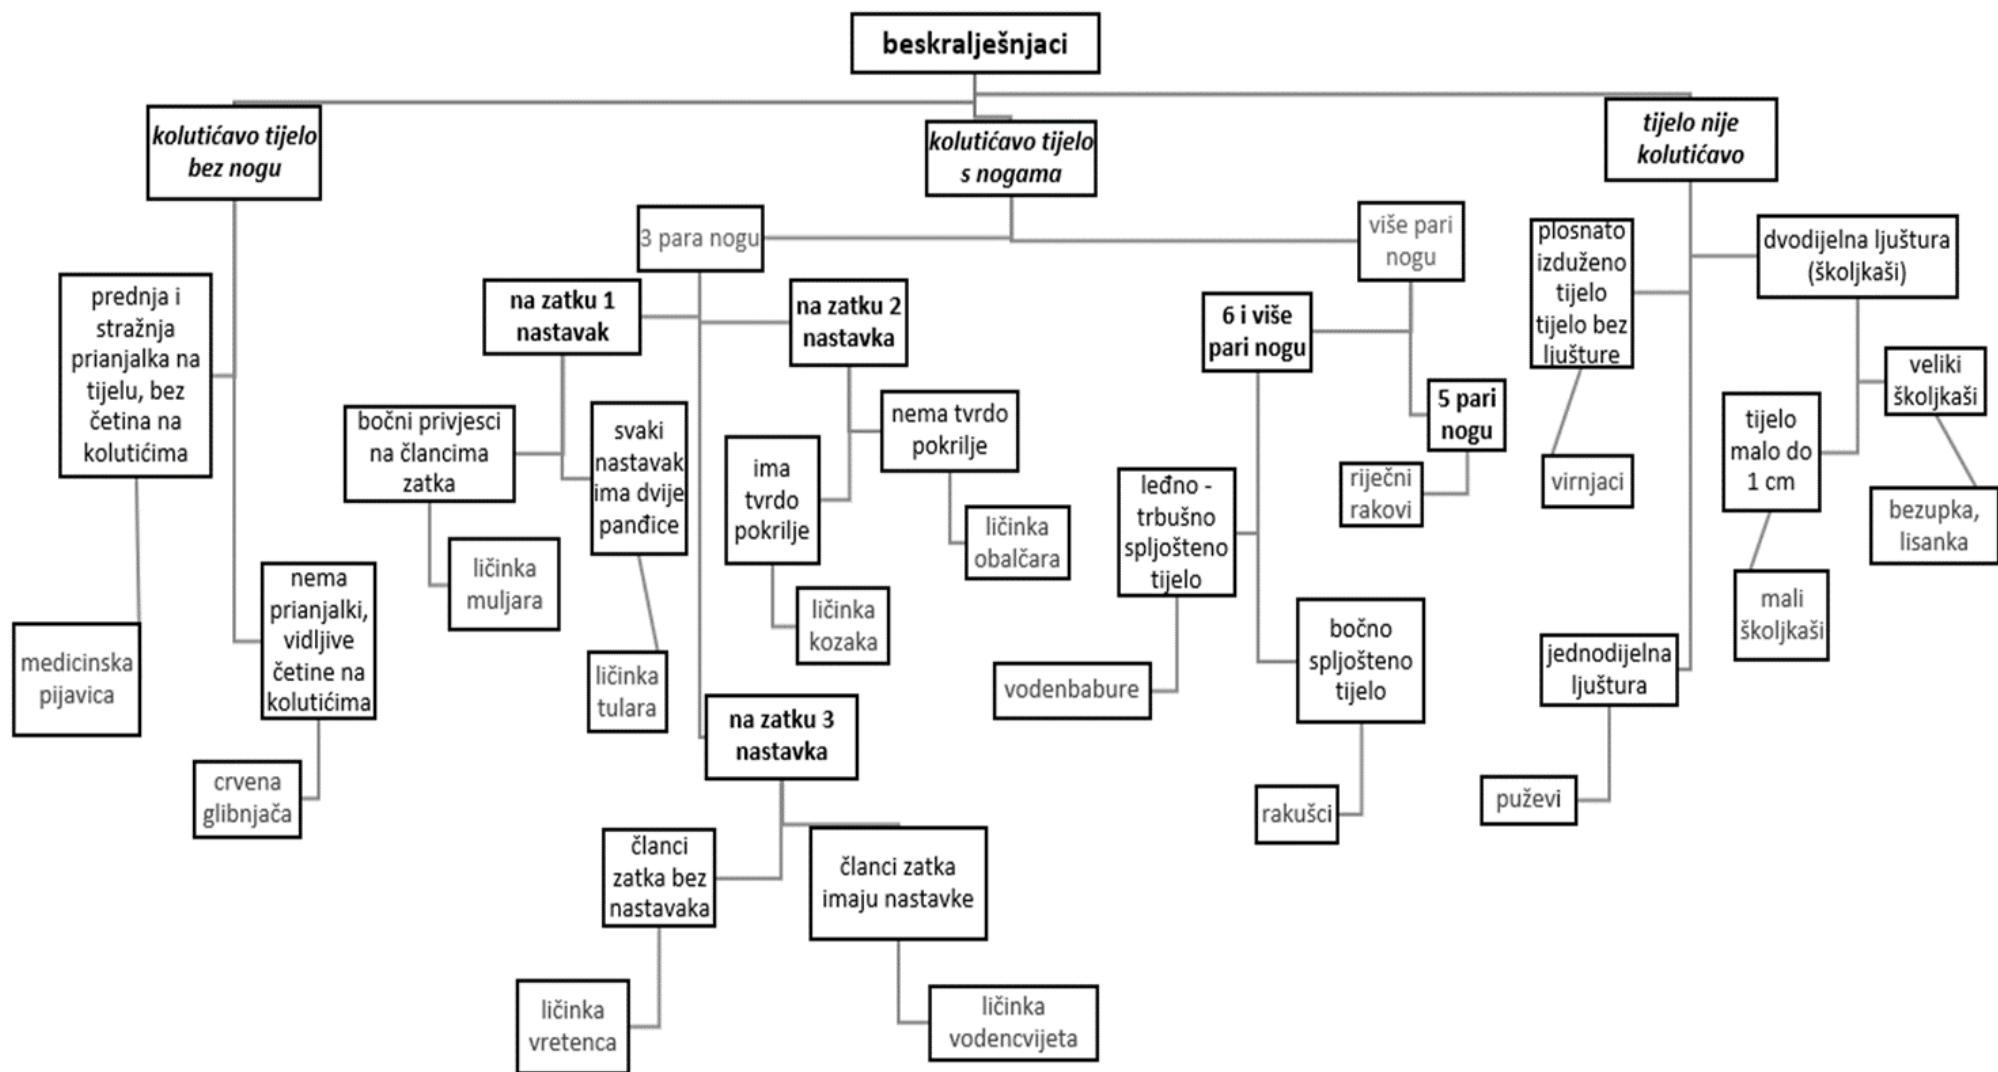 beskralješnjaci
kolutićavo tijelo
bez nogu
kolutićavo tijelo
s nogama
tijelo nije
kolutićavo
prednja i
stražnja
prianjalka na
tijelu, bez
četina na
kolutićima
medicinska
pijavica
nema
prianjalki,
vidljive
četine na
kolutićima
crvena
glibnjača
3 para nogu
na zatku 1
nastavak
bočni privjesci
na člancima
zatka
ličinka
muljara
svaki
nastavak
ima dvije
panđice
ličinka
tulara
na zatku 2
nastavka
ima
tvrdo
pokrilje
ličinka
kozaka
nema tvrdo
pokrilje
ličinka
obalčara
na zatku 3
nastavka
članci
zatka bez
nastavaka
ličinka
vretenca
članci zatka
imaju nastavke
ličinka
vodencvijeta
više pari
nogu
6 i više
pari nogu
leđno -
trbušno
spljošteno
tijelo
vodenbabure
bočno
spljošteno
tijelo
rakušci
5 pari
nogu
riječni
rakovi
plosnato
izduženo
tijelo
tijelo bez
ljušture
virnjaci
dvodijelna ljuštura
(školjkaši)
tijelo
malo do
1 cm
mali
školjkaši
veliki
školjkaši
bezupka,
lisanka
jednodijelna
ljuštura
puževi